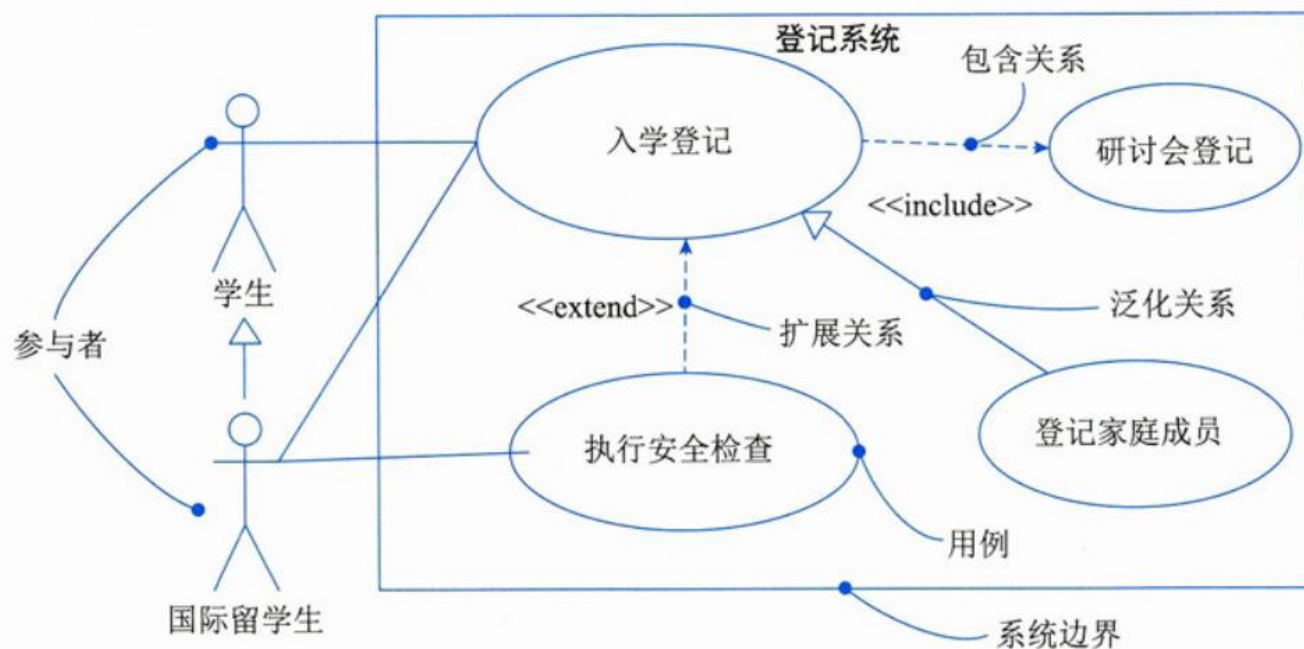 登记系统
包含关系
入学登记
研讨会登记
<<include>>
学生
<<extend>>
扩展关系
泛化关系
参与者
执行安全检查
登记家庭成员
用例
国际留学生
系统边界